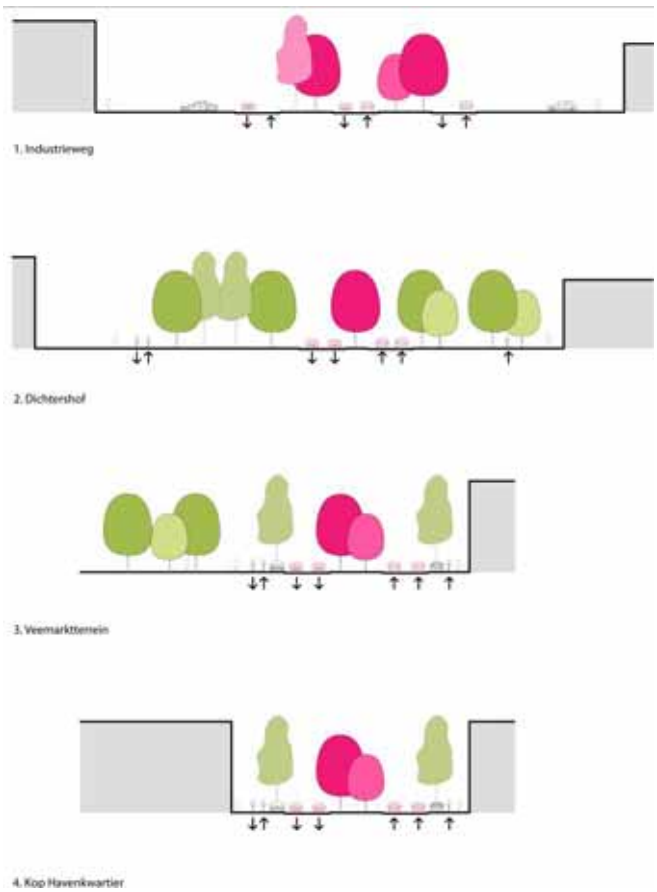 1. Industrieweg
2. Dichtershof
3. Veemarktterrein
4. Kop Havenkwartier